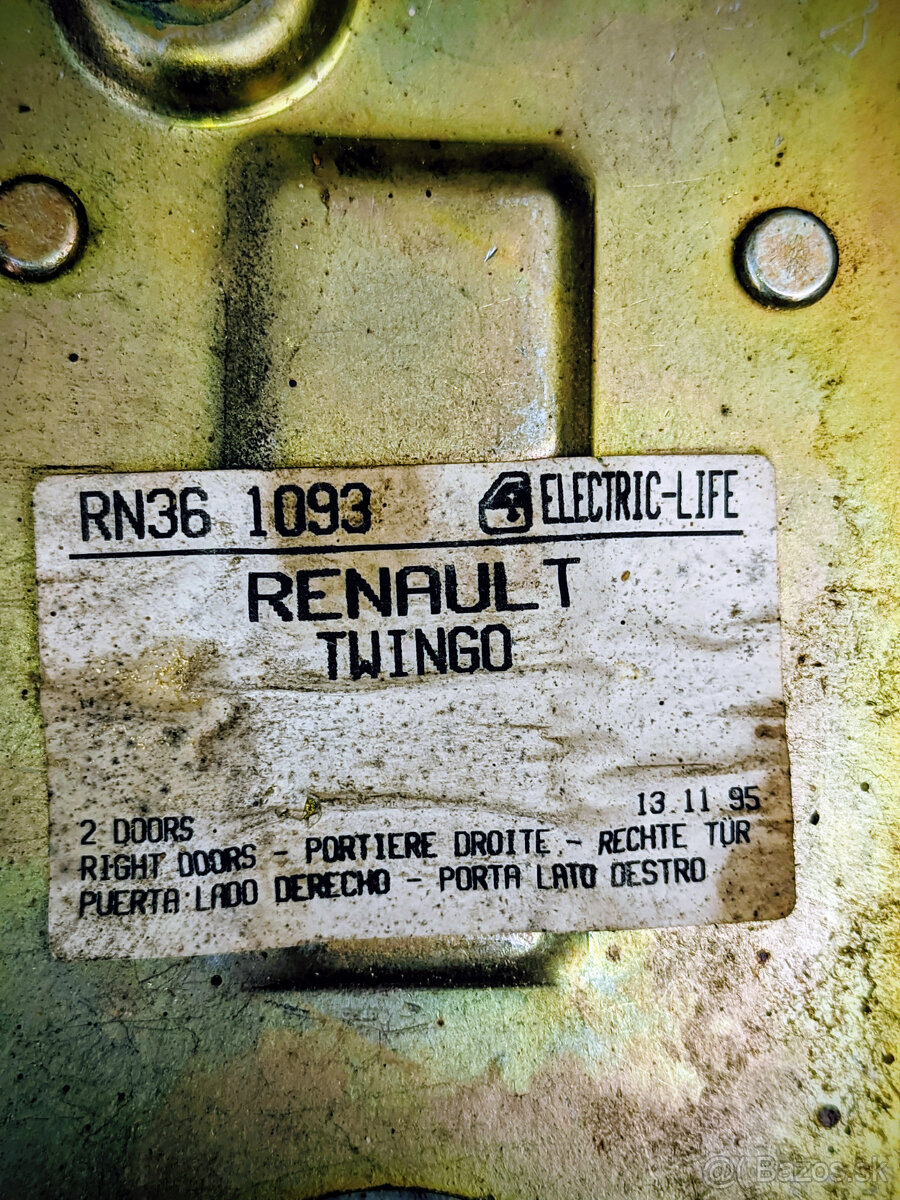 RN36 1093 ELECTRIC-LIFE
RENAULT
TWINGO
13 11 95
2 DOORS
RIGHT DOORS - PORTIERE DROITE - RECHTE TUR
PUERTA LADO DERECHO - PORTA LATO DESTRO
@ Bazos.sk